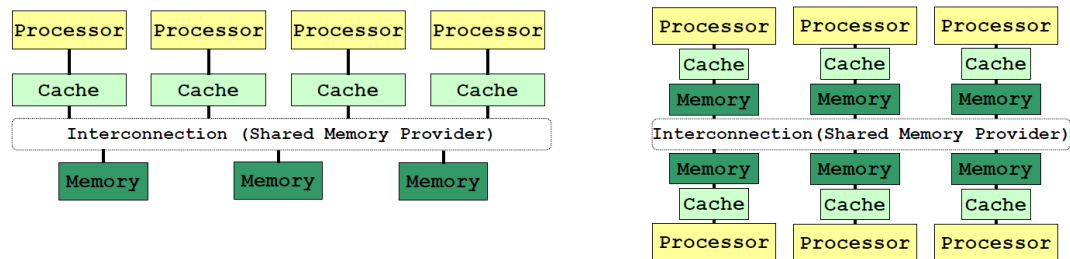 Processor Processor Processor Processor
Cache Cache Cache Cache
Interconnection (Shared Memory Provider)
Memory Memory Memory
Processor Processor Processor
Cache Cache Cache
Memory Memory Memory
Interconnection(Shared Memory Provider)
Memory Memory Memory
Cache Cache Cache
Processor Processor Processor